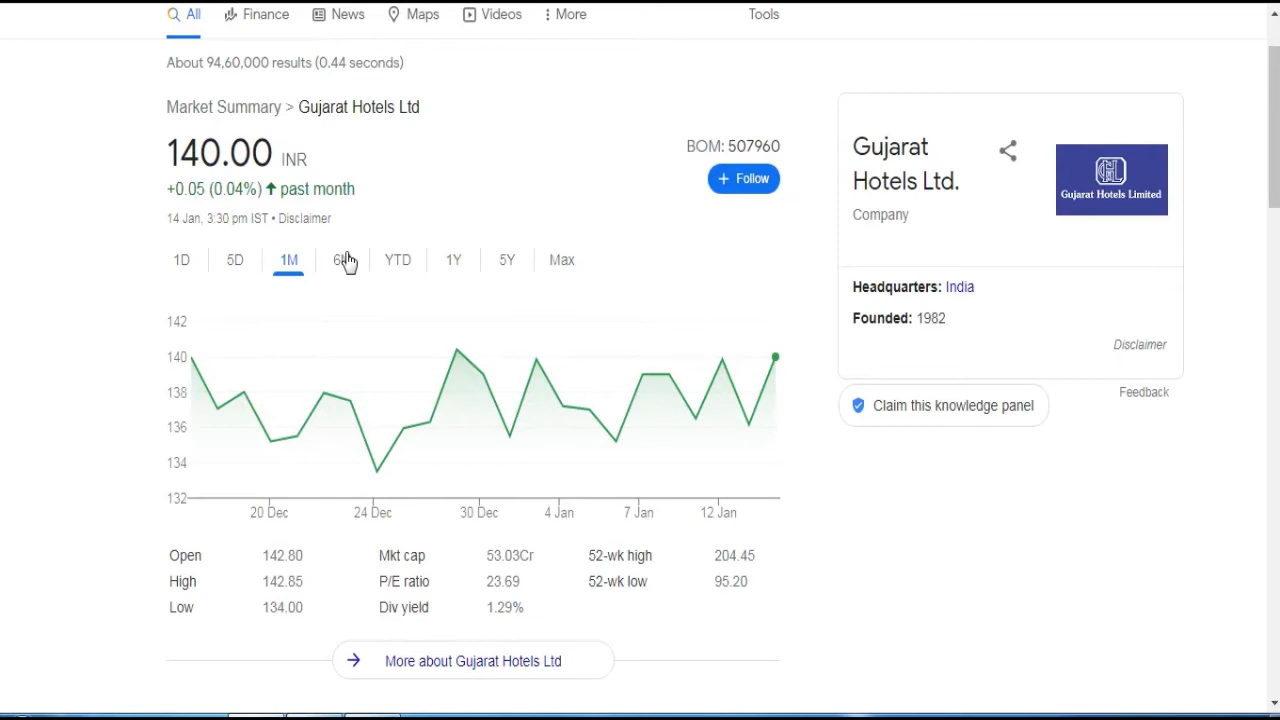 All Finance News Maps Videos More Tools
About 94,60,000 results (0.44 seconds)
Market Summary > Gujarat Hotels Ltd
140.00 INR
+0.05 (0.04%) past month
14 Jan, 3:30 pm IST • Disclaimer
BOM: 507960
+ Follow
1D 5D 1M YTD 1Y 5Y Max
142
140
138
136
134
132
20 Dec 24 Dec 30 Dec 4 Jan 7 Jan 12 Jan
Open 142.80 Mkt cap 53.03Cr 52-wk high 204.45
High 142.85 P/E ratio 23.69 52-wk low 95.20
Low 134.00 Div yield 1.29%
More about Gujarat Hotels Ltd
Gujarat
Hotels Ltd.
Company
Gujarat Hotels Limited
Headquarters: India
Founded: 1982
Disclaimer
Feedback
Claim this knowledge panel